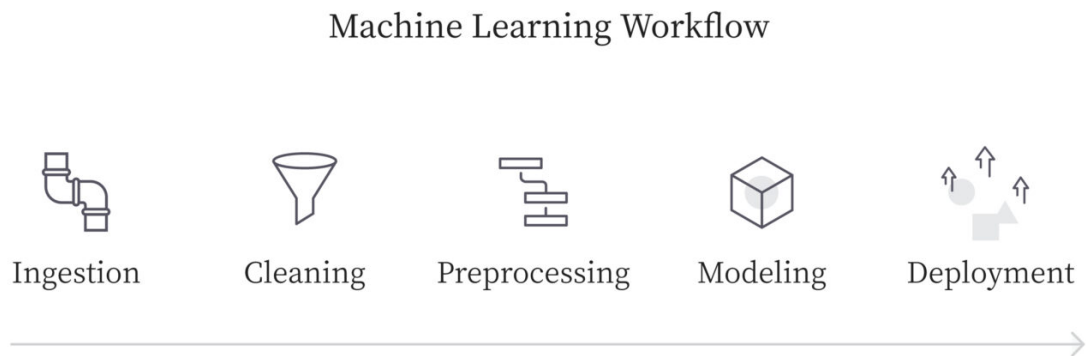 Machine Learning Workflow
Ingestion
Cleaning
Preprocessing
Modeling
Deployment